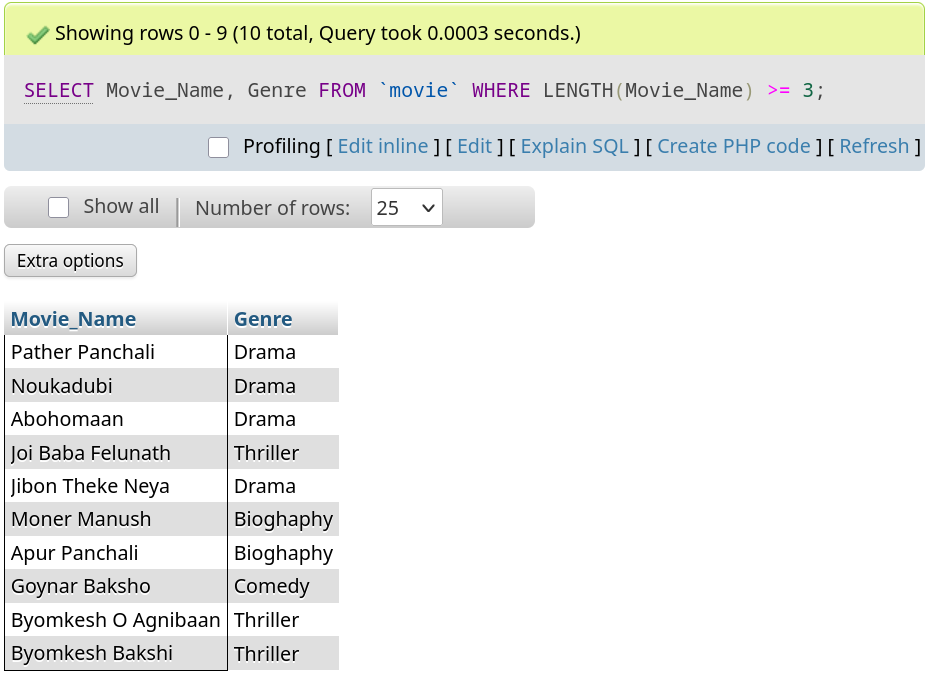 Showing rows 0 - 9 (10 total, Query took 0.0003 seconds.)
SELECT Movie_Name, Genre FROM `movie` WHERE LENGTH(Movie_Name) >= 3;
Profiling [ Edit inline ] [ Edit ] [ Explain SQL ] [ Create PHP code ] [ Refresh ]
Show all | Number of rows: 25
Extra options
Movie_Name Genre
Pather Panchali Drama
Noukadubi Drama
Abohomaan Drama
Joi Baba Felunath Thriller
Jibon Theke Neya Drama
Moner Manush Bioghaphy
Apur Panchali Bioghaphy
Goynar Baksho Comedy
Byomkesh O Agnibaan Thriller
Byomkesh Bakshi Thriller